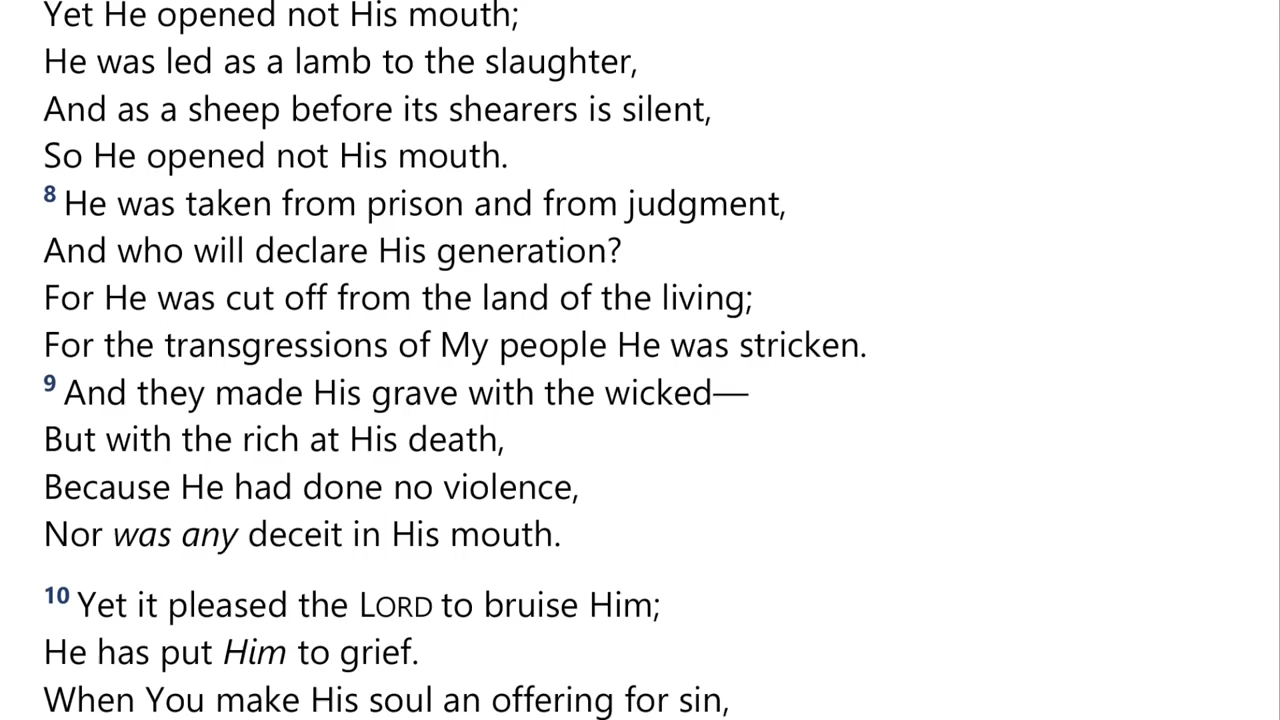 Yet He opened not His mouth;
He was led as a lamb to the slaughter,
And as a sheep before its shearers is silent,
So He opened not His mouth.
8 He was taken from prison and from judgment,
And who will declare His generation?
For He was cut off from the land of the living;
For the transgressions of My people He was stricken.
9 And they made His grave with the wicked—
But with the rich at His death,
Because He had done no violence,
Nor was any deceit in His mouth.
10 Yet it pleased the LORD to bruise Him;
He has put Him to grief.
When You make His soul an offering for sin,